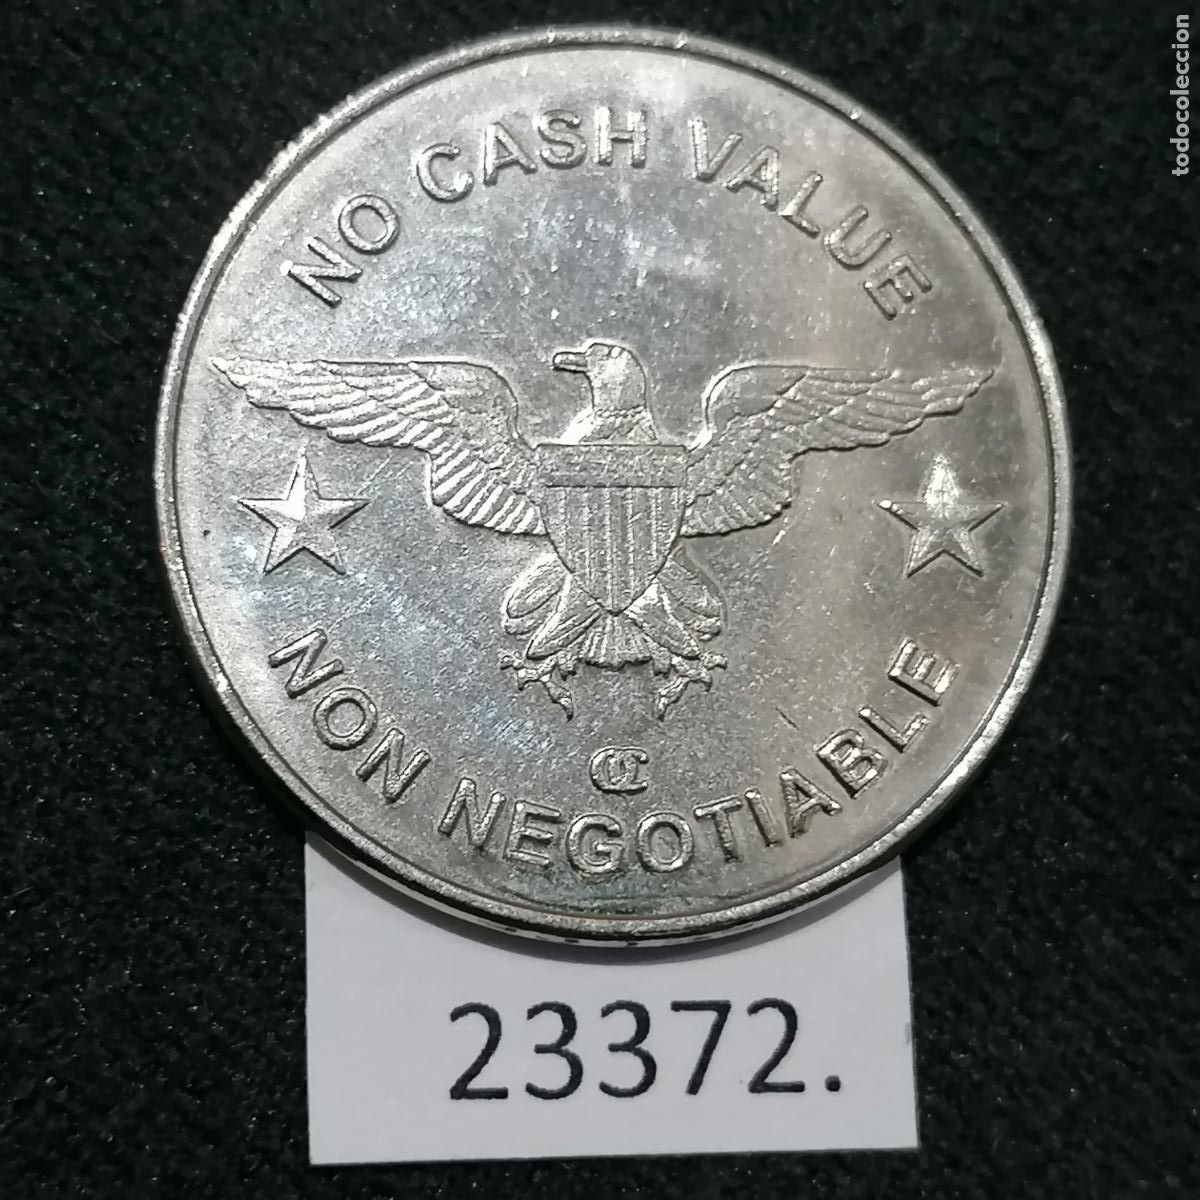 NO CASH VALUE
NON NEGOTIABLE
23372.
todocoleccion